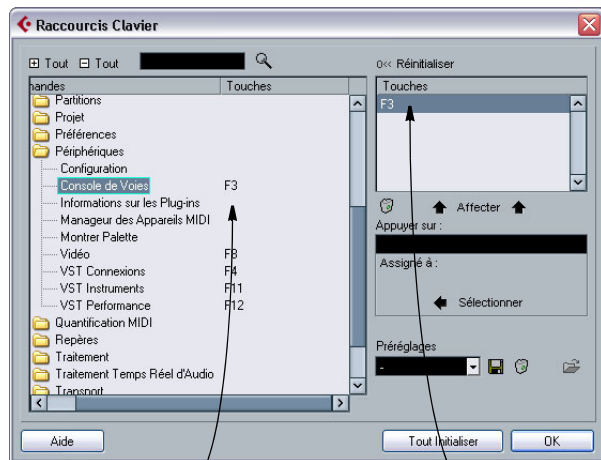 Raccourcis Clavier
Tout Tout
0<< Réinitialiser
mandes Touches
Partitions
Projet
Préférences
Périphériques
Configuration
Console de Voies F3
Informations sur les Plug-ins
Manageur des Appareils MIDI
Montrer Palette
Vidéo F8
VST Connexions F4
VST Instruments F11
VST Performance F12
Quantification MIDI
Repères
Traitement
Traitement Temps Réel d'Audio
Transport
Touches
F3
Affecter
Appuyer sur :
Assigné à :
Sélectionner
Préréglages
-
Aide
Tout Initialiser
OK